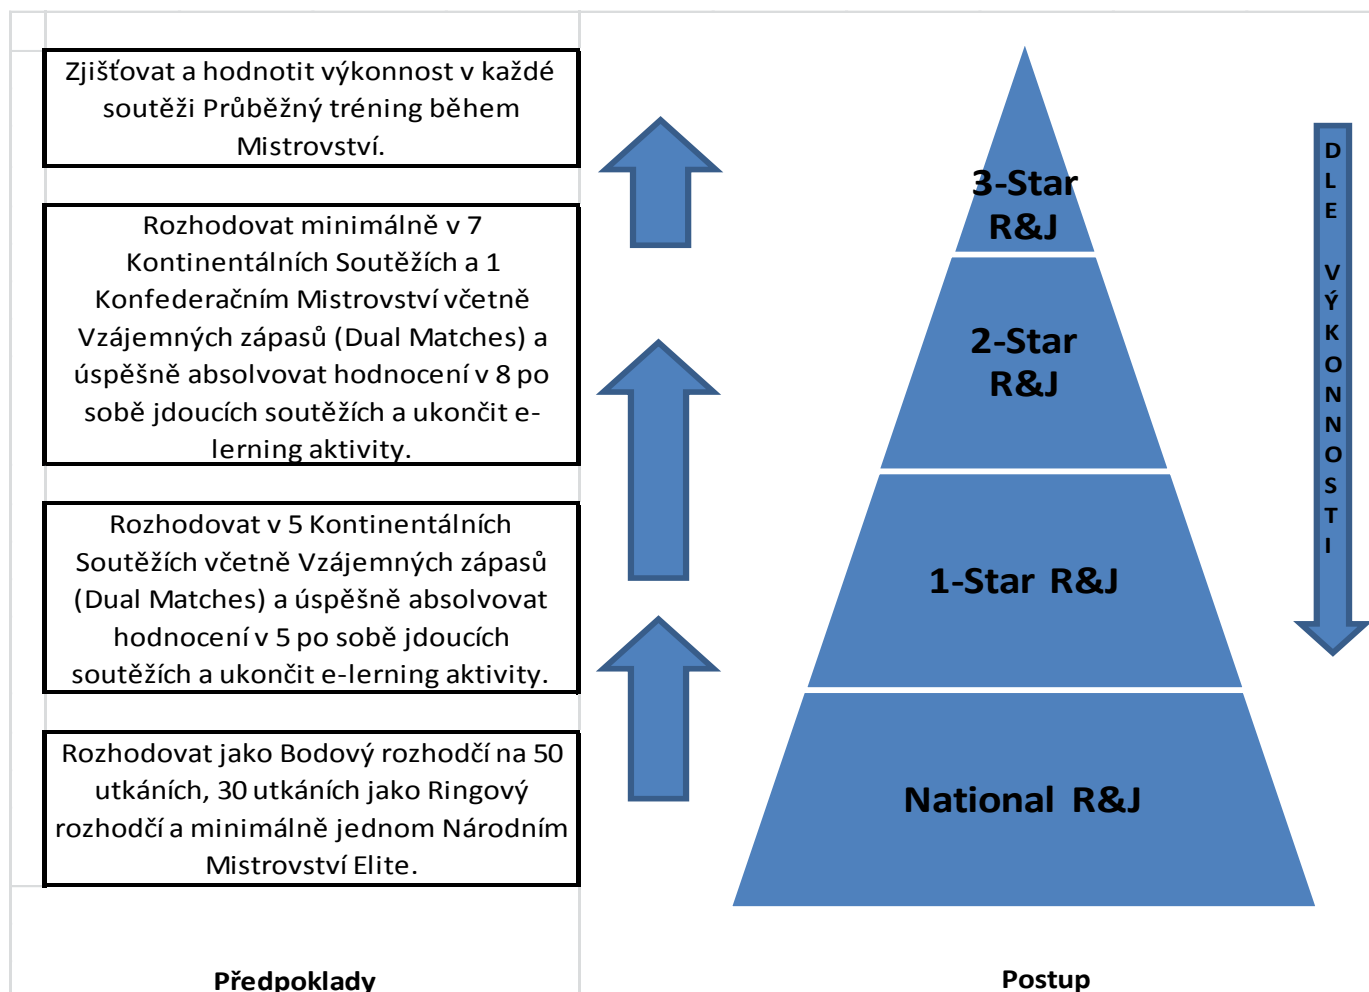 Zjišťovat a hodnotit výkonnost v každé
soutěži Průběžný tréning během
Mistrovství.
Rozhodovat minimálně v 7
Kontinentálních Soutěžích a 1
Konfederačním Mistrovství včetně
Vzájemných zápasů (Dual Matches) a
úspěšně absolvovat hodnocení v 8 po
sobě jdoucích soutěžích a ukončit e-
lerning aktivity.
Rozhodovat v 5 Kontinentálních
Soutěžích včetně Vzájemných zápasů
(Dual Matches) a úspěšně absolvovat
hodnocení v 5 po sobě jdoucích
soutěžích a ukončit e-lerning aktivity.
Rozhodovat jako Bodový rozhodčí na 50
utkáních, 30 utkáních jako Ringový
rozhodčí a minimálně jednom Národním
Mistrovství Elite.
Předpoklady
3-Star
R&J
2-Star
R&J
1-Star R&J
National R&J
Postup
DLE VÝKONNOSTI